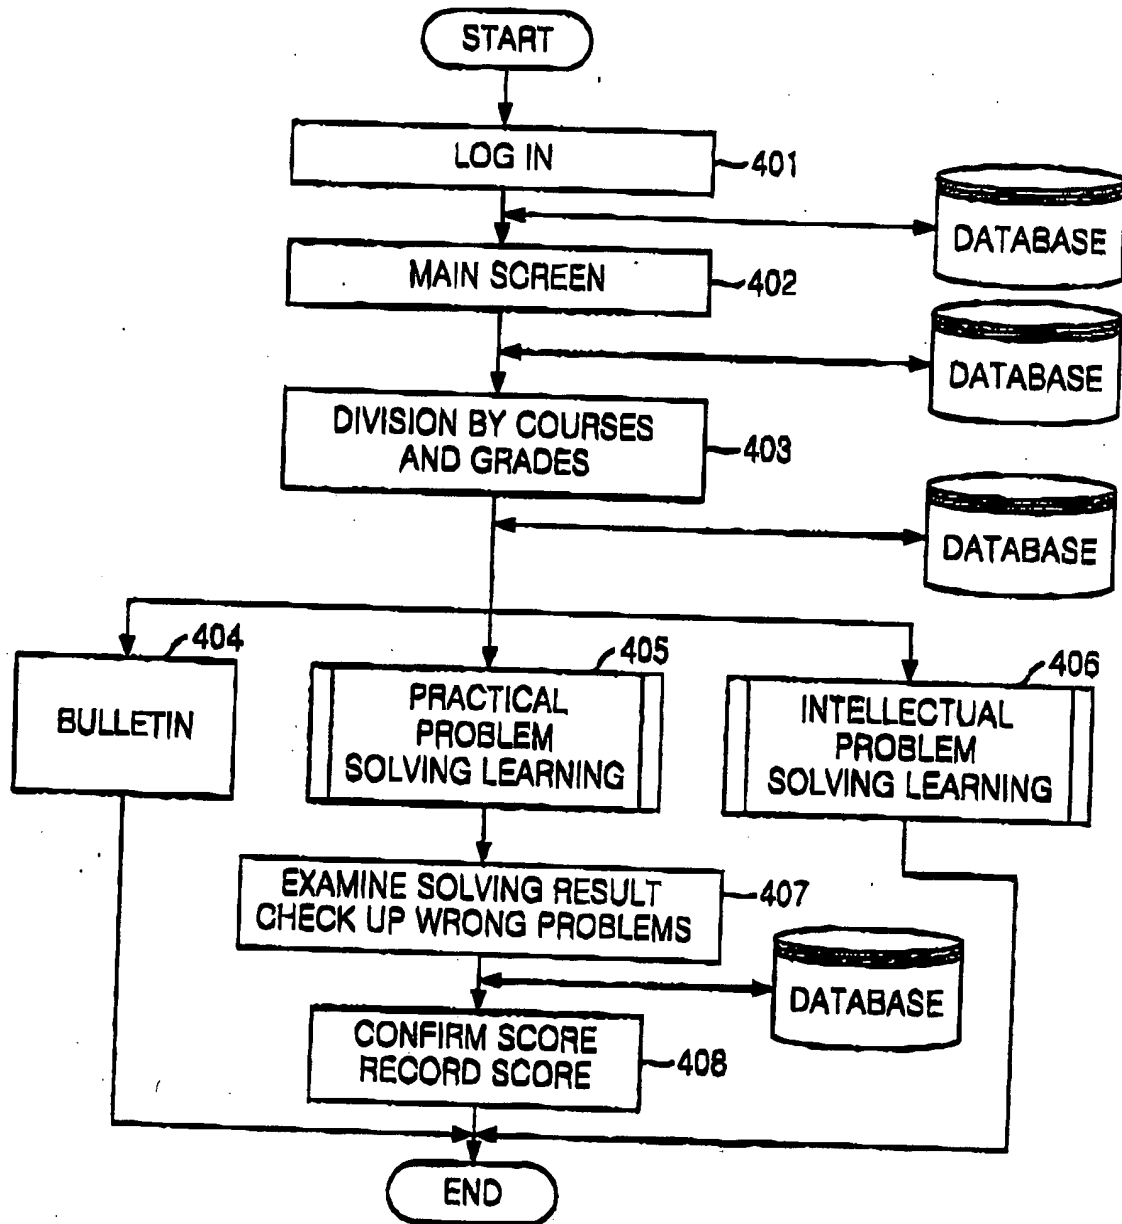 START
LOG IN
401
DATABASE
MAIN SCREEN
402
DATABASE
DIVISION BY COURSES
AND GRADES
403
DATABASE
404
BULLETIN
405
PRACTICAL
PROBLEM
SOLVING LEARNING
406
INTELLECTUAL
PROBLEM
SOLVING LEARNING
EXAMINE SOLVING RESULT
CHECK UP WRONG PROBLEMS
407
DATABASE
CONFIRM SCORE
RECORD SCORE
408
END